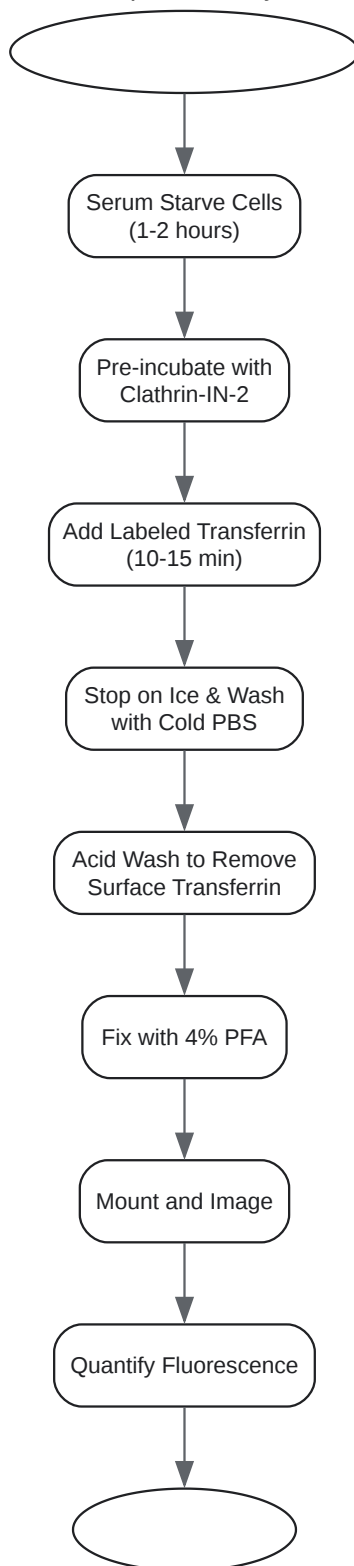 Serum Starve Cells
(1-2 hours)
Pre-incubate with
Clathrin-IN-2
Add Labeled Transferrin
(10-15 min)
Stop on Ice & Wash
with Cold PBS
Acid Wash to Remove
Surface Transferrin
Fix with 4% PFA
Mount and Image
Quantify Fluorescence